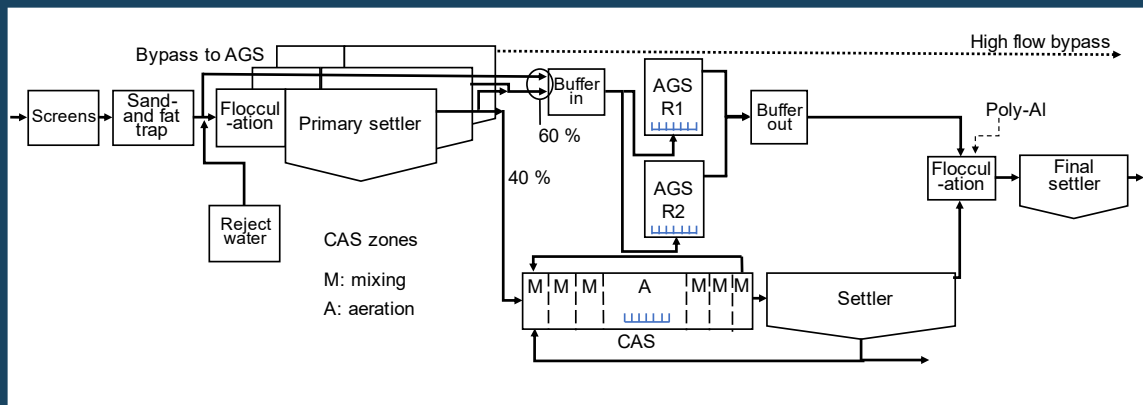 Bypass to AGS
High flow bypass
Screens
Sand-
and fat
trap
Floccul
-ation
Primary settler
Buffer
in
60 %
AGS
R1
Buffer
out
Poly-Al
AGS
R2
Floccul
-ation
Final
settler
40 %
Reject
water
CAS zones
M: mixing
A: aeration
M M M A M M M
Settler
CAS